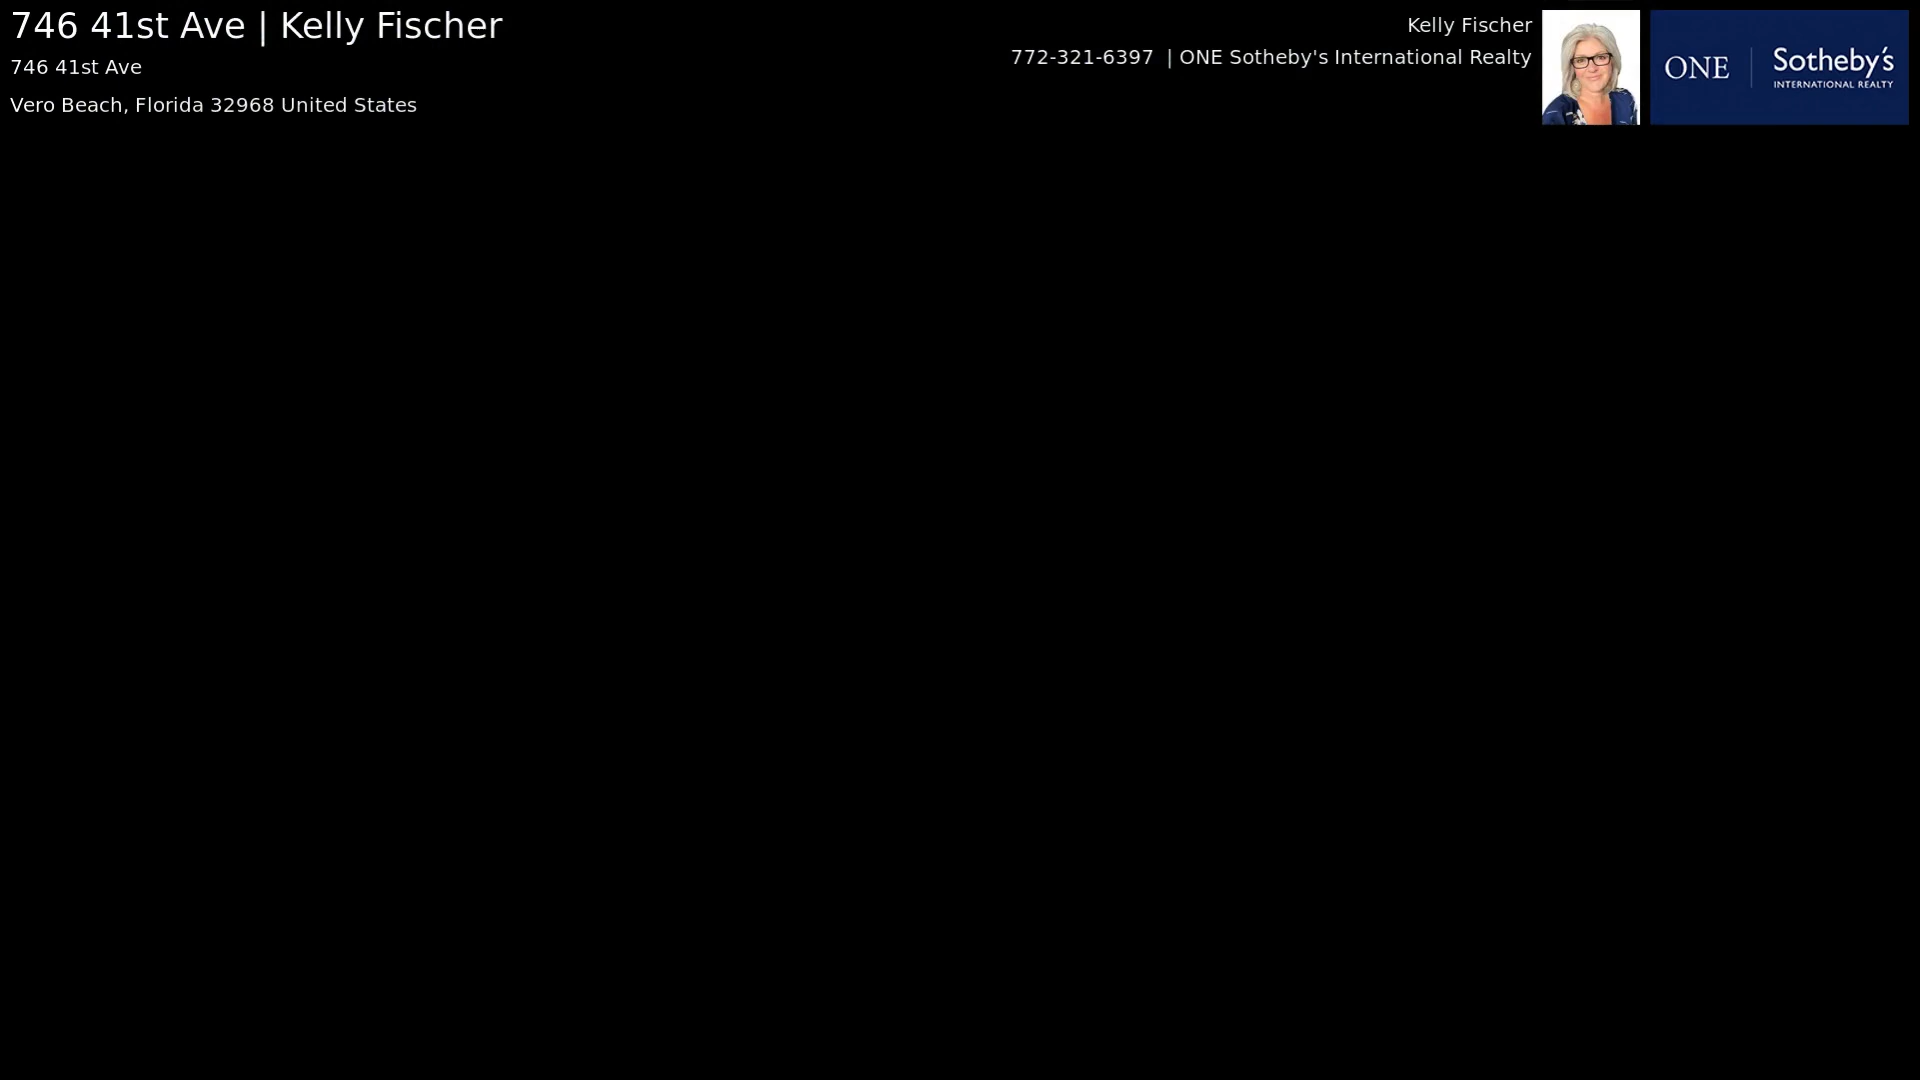 746 41st Ave | Kelly Fischer
746 41st Ave
Vero Beach, Florida 32968 United States
Kelly Fischer
772-321-6397 | ONE Sotheby's International Realty
ONE | Sotheby's
INTERNATIONAL REALTY